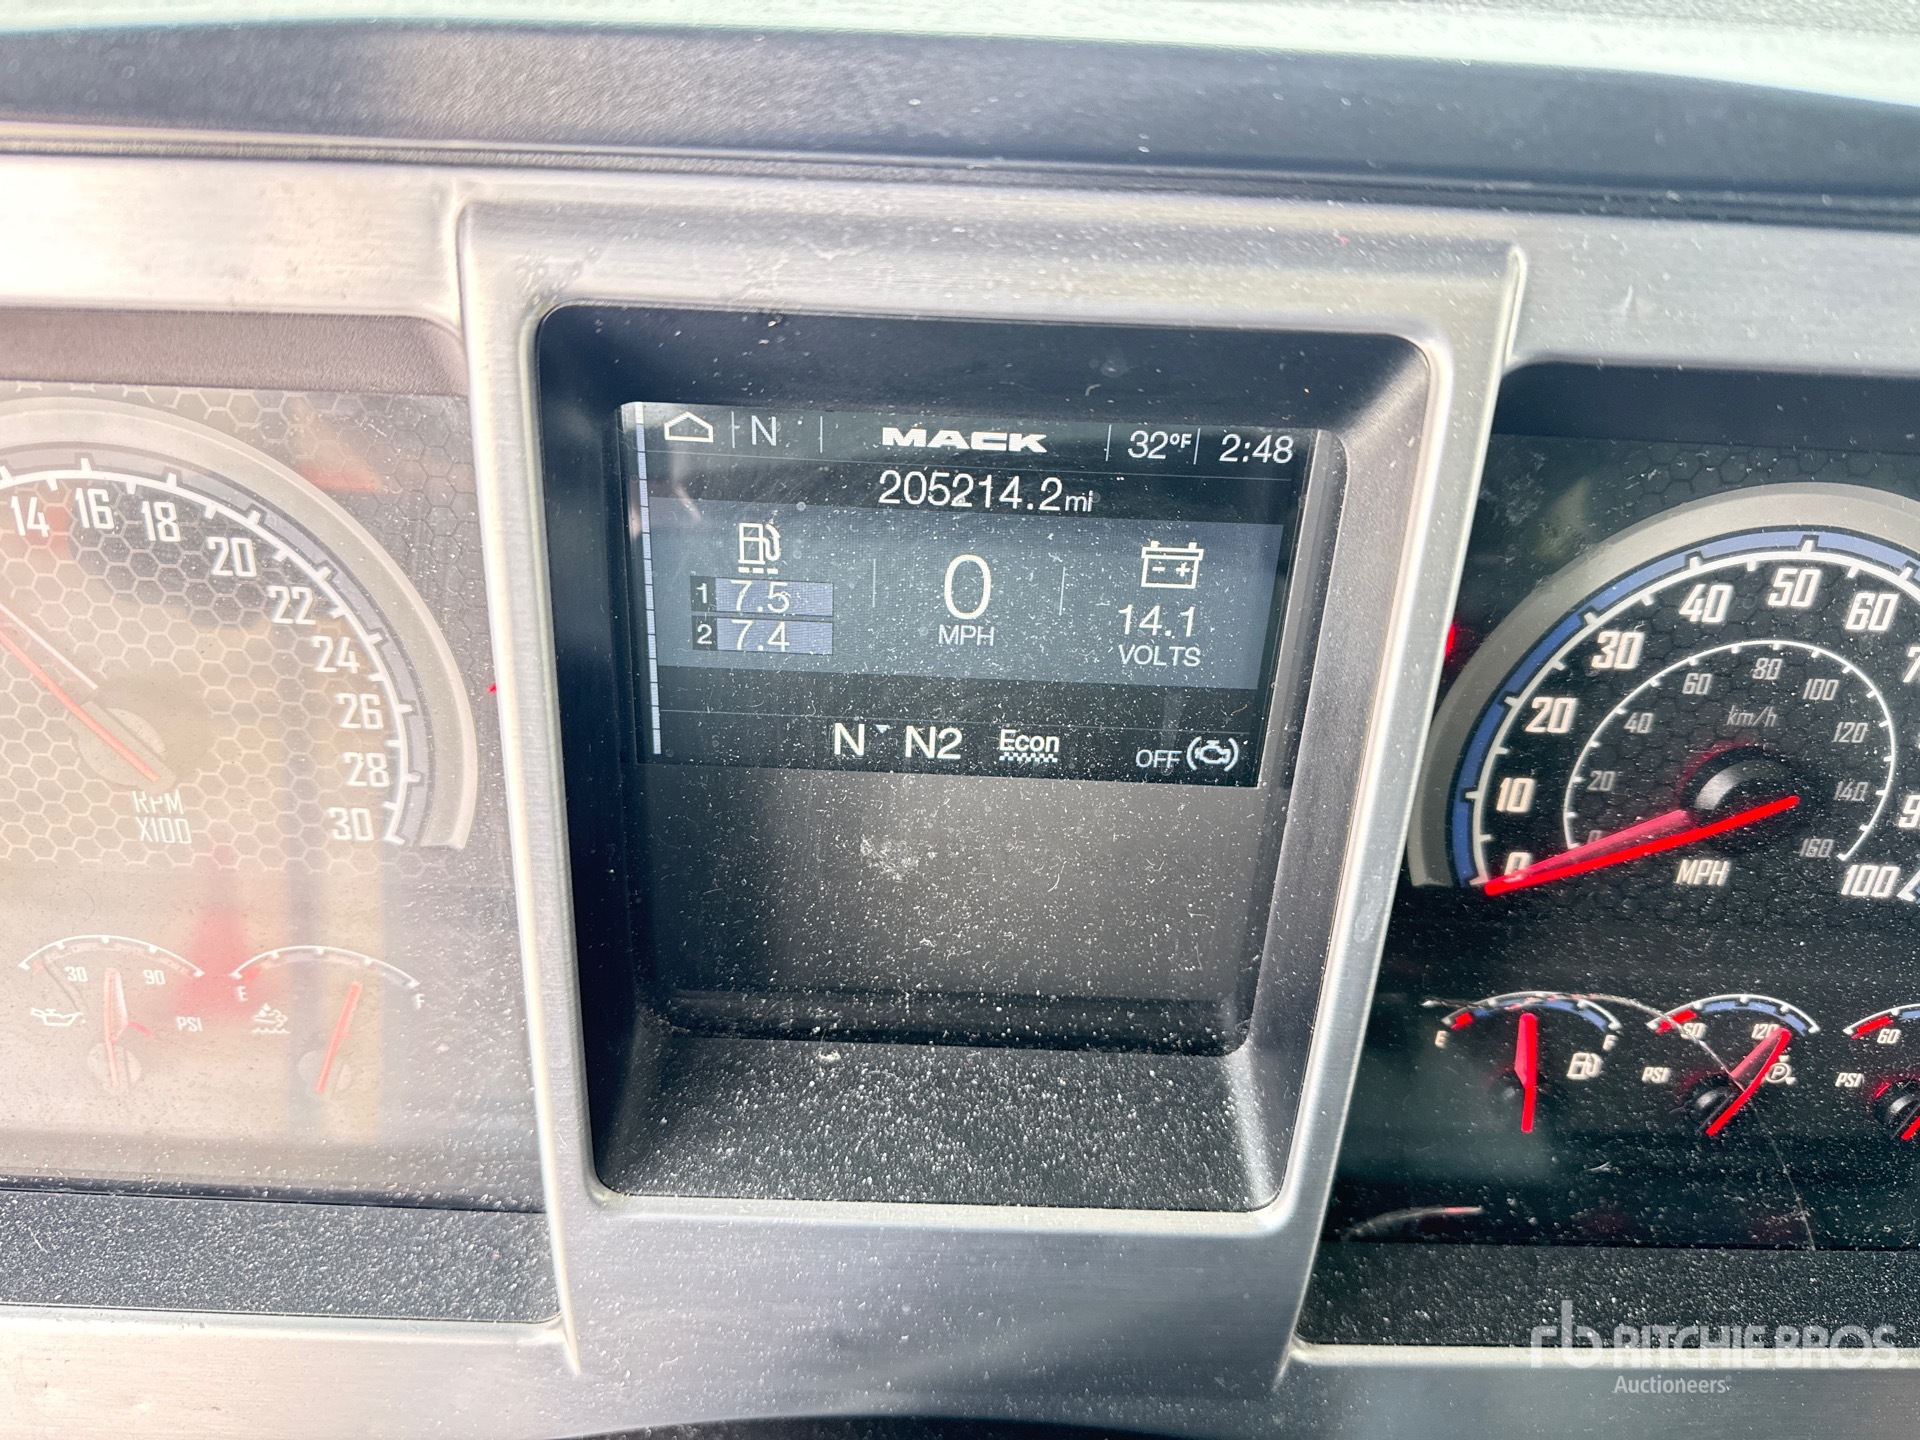 N MACK 32°F 2:48
205214.2mi
1 7.5
2 7.4
0
MPH
14.1
VOLTS
N N2 Econ OFF
14 16 18 20 22 24 26 28 30
RPM
X100
30 90
PSI
E F
0 10 20 30 40 50 60 100
20 40 60 80 100 120 140 160
km/h
MPH
E F
PSI 120
P
PSI 60
rb RITCHIE BROS.
Auctioneers